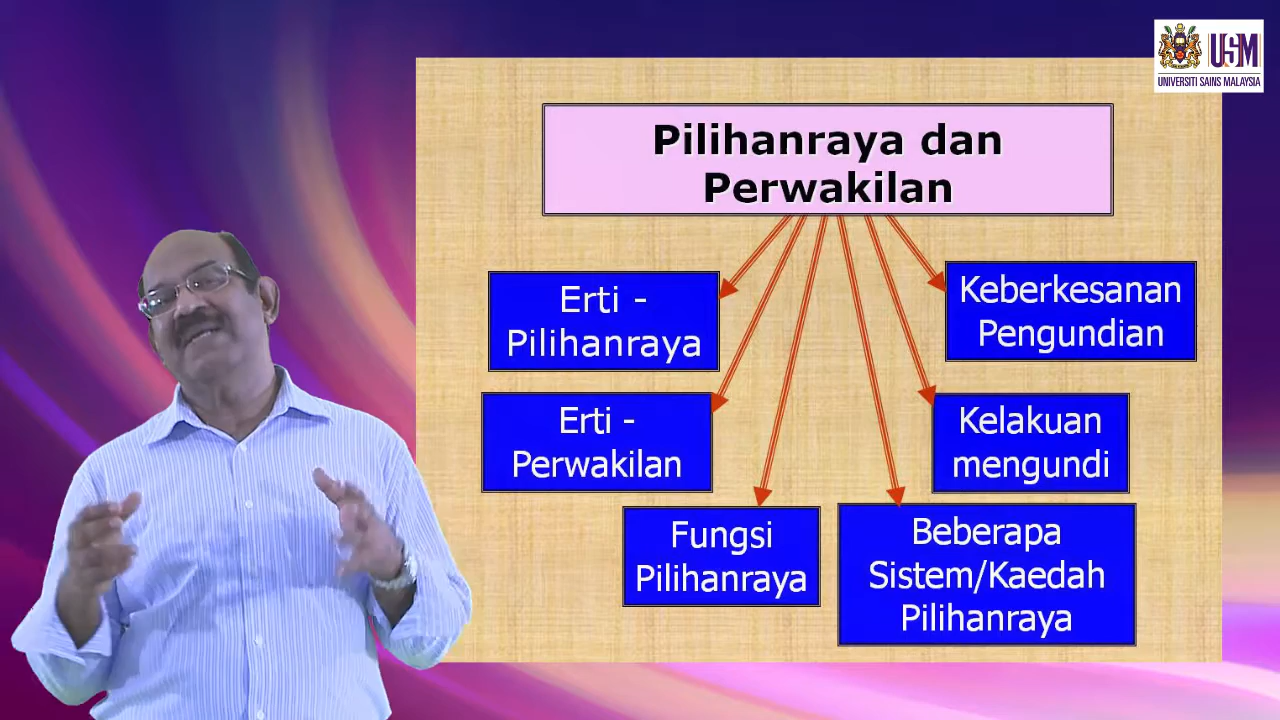 USM
UNIVERSITI SAINS MALAYSIA
Pilihanraya dan
Perwakilan
Erti -
Pilihanraya
Erti -
Perwakilan
Fungsi
Pilihanraya
Beberapa
Sistem/Kaedah
Pilihanraya
Kelakuan
mengundi
Keberkesanan
Pengundian